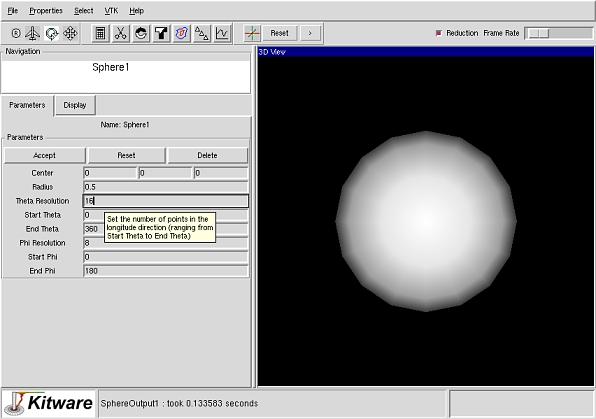 File Properties Select VTK Help
Reset > Reduction Frame Rate
Navigation
Sphere1
3D View
Parameters Display
Name: Sphere1
Parameters
Accept Reset Delete
Center 0 0 0
Radius 0.5
Theta Resolution 16
Start Theta 0
End Theta 360
Set the number of points in the
longitude direction (ranging from
Start Theta to End Theta)
Phi Resolution 8
Start Phi 0
End Phi 180
Kitware SphereOutput1 : took 0.133583 seconds